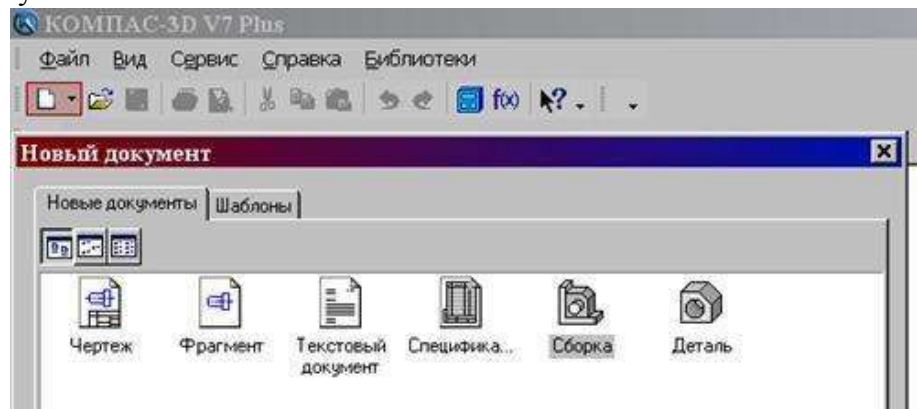 КОМПАС-3D V7 Plus
Файл Вид Сервис Справка Библиотеки
f(x)
Новый документ
Новые документы Шаблоны
Чертеж Фрагмент Текстовый документ Специфика... Сборка Деталь